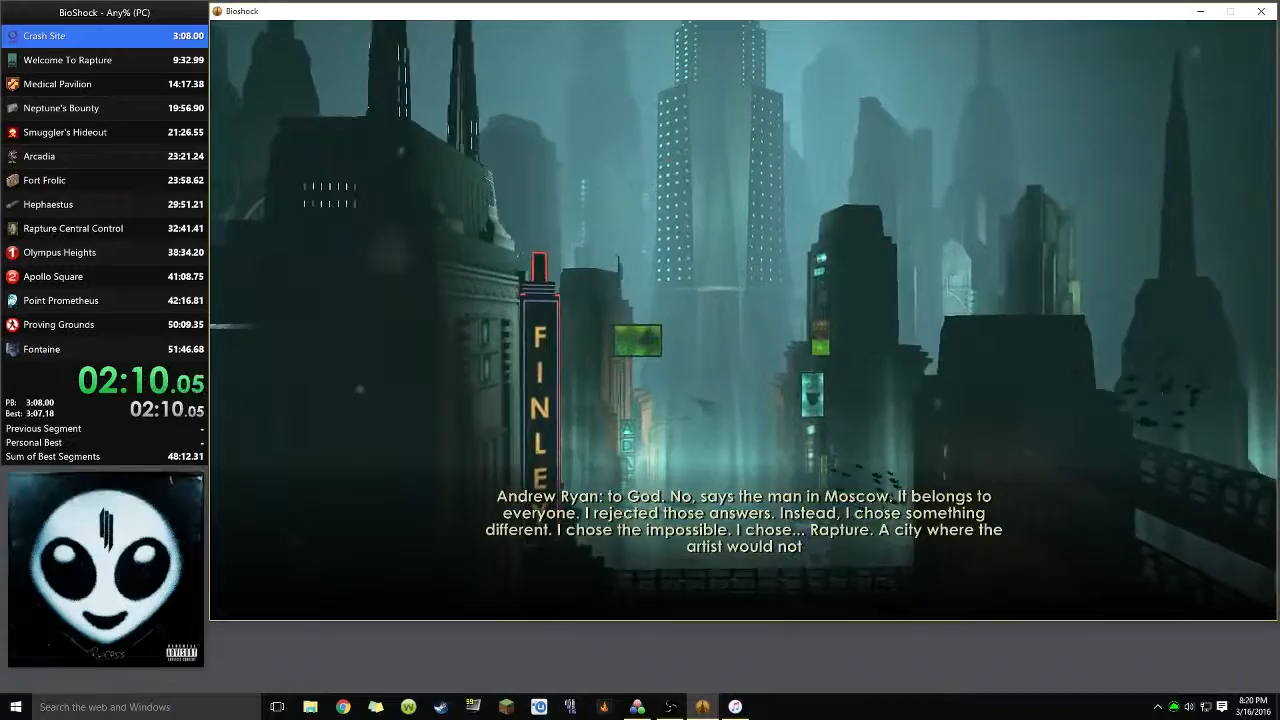 BioShock - Any% (PC)
Bioshock
Crash Site 3:08.00
Welcome To Rapture 9:32.99
Medical Pavilion 14:17.38
Neptune's Bounty 19:56.90
Smuggler's Hideout 21:26.55
Arcadia 23:21.24
Fort Frolic 23:58.62
Hephaestus 29:51.21
Rapture Central Control 32:41.41
Olympus Heights 38:34.20
Apollo Square 41:08.75
Point Prometheus 42:16.81
Proving Grounds 50:09.35
Fontaine 51:46.68
02:10.05
PB: 3:08.00
Best: 3:07.18
02:10.05
Previous Segment -
Personal Best -
Sum of Best Segments 48:12.31
FINLE
Andrew Ryan: to God. No, says the man in Moscow. It belongs to
everyone. I rejected those answers. Instead, I chose something
different. I chose the impossible. I chose... Rapture. A city where the
artist would not
Recess
PARENTAL
ADVISORY
Search the web and Windows
8:20 PM
3/16/2016